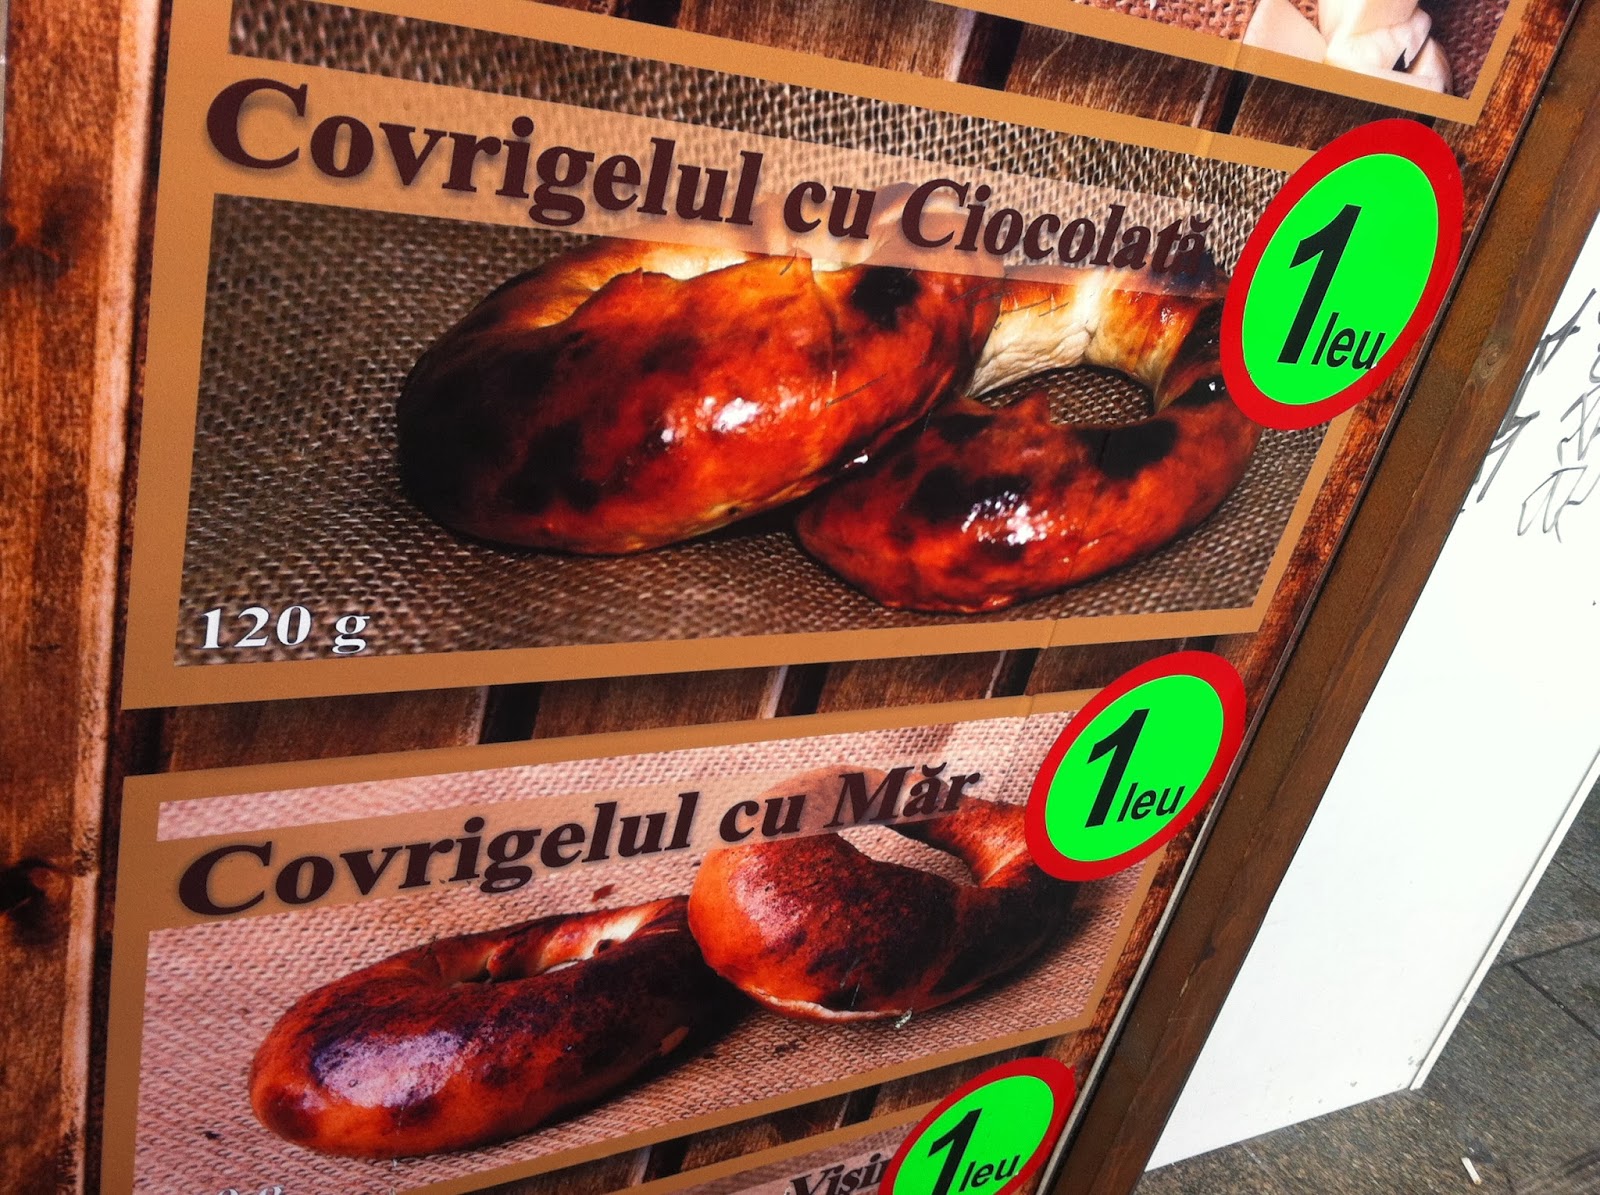 Covrigelul cu Ciocolată
1 leu
120 g
Covrigelul cu Măr
1 leu
1 leu